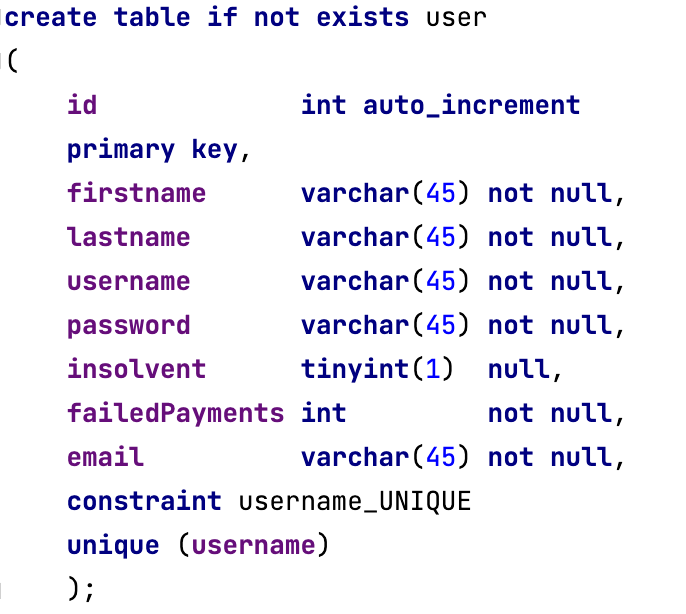 create table if not exists user
(
id int auto_increment
primary key,
firstname varchar(45) not null,
lastname varchar(45) not null,
username varchar(45) not null,
password varchar(45) not null,
insolvent tinyint(1) null,
failedPayments int not null,
email varchar(45) not null,
constraint username_UNIQUE
unique (username)
);